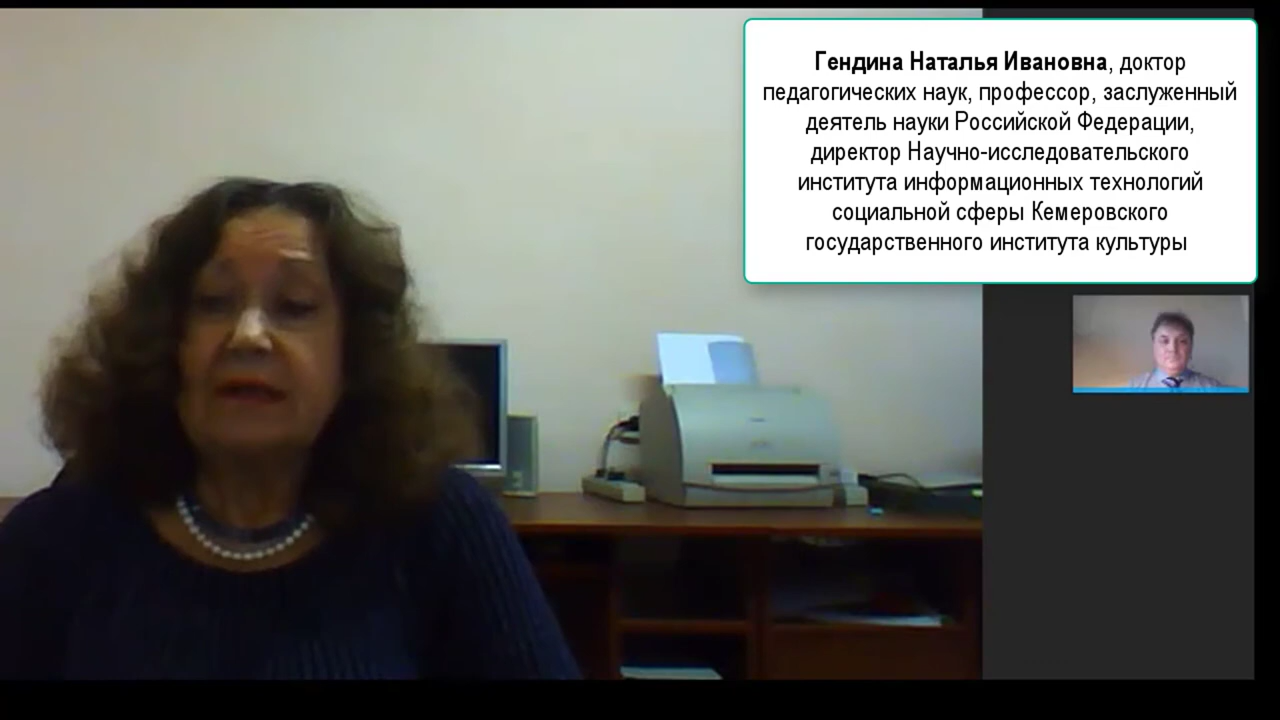 Гендина Наталья Ивановна, доктор
педагогических наук, профессор, заслуженный
деятель науки Российской Федерации,
директор Научно-исследовательского
института информационных технологий
социальной сферы Кемеровского
государственного института культуры